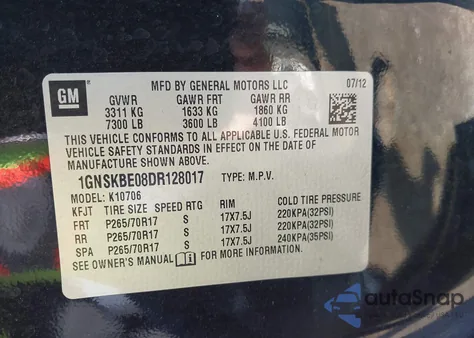 MFD BY GENERAL MOTORS LLC 07/12
GM
GVWR GAWR FRT GAWR RR
3311 KG 1633 KG 1860 KG
7300 LB 3600 LB 4100 LB
THIS VEHICLE CONFORMS TO ALL APPLICABLE U.S. FEDERAL MOTOR
VEHICLE SAFETY STANDARDS IN EFFECT ON THE DATE OF
MANUFACTURE SHOWN ABOVE.
1GNSKBE08DR128017 TYPE: M.P.V.
MODEL: K10706
KFJT TIRE SIZE SPEED RTG RIM COLD TIRE PRESSURE
FRT P265/70R17 S 17X7.5J 220KPA(32PSI)
RR P265/70R17 S 17X7.5J 220KPA(32PSI)
SPA P265/70R17 S 17X7.5J 240KPA(35PSI)
SEE OWNER'S MANUAL FOR MORE INFORMATION.
autoSnap